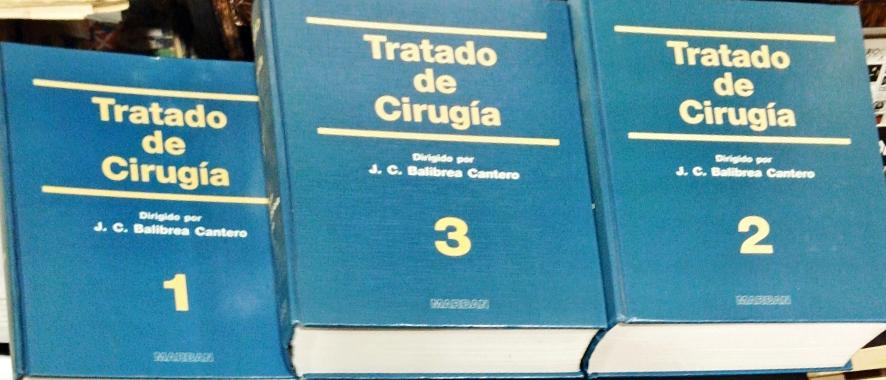 Tratado
de
Cirugía
Dirigido por
J. C. Balibrea Cantero
1
MARBAN
Tratado
de
Cirugía
Dirigido por
J. C. Balibrea Cantero
3
MARBAN
Tratado
de
Cirugía
Dirigido por
J. C. Balibrea Cantero
2
MARBAN